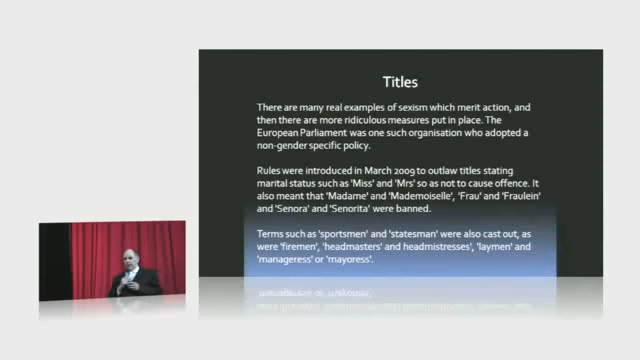 Titles
There are many real examples of sexism which merit action, and
then there are more ridiculous measures put in place. The
European Parliament was one such organisation who adopted a
non-gender specific policy.
Rules were introduced in March 2009 to outlaw titles stating
marital status such as 'Miss' and 'Mrs' so as not to cause offence. It
also meant that 'Madame' and 'Mademoiselle', 'Frau' and 'Fraulein'
and 'Senora' and 'Senorita' were banned.
Terms such as 'sportsmen' and 'statesman' were also cast out, as
were 'firemen', 'headmasters' and headmistresses', 'laymen' and
'manageress' or 'mayoress'.